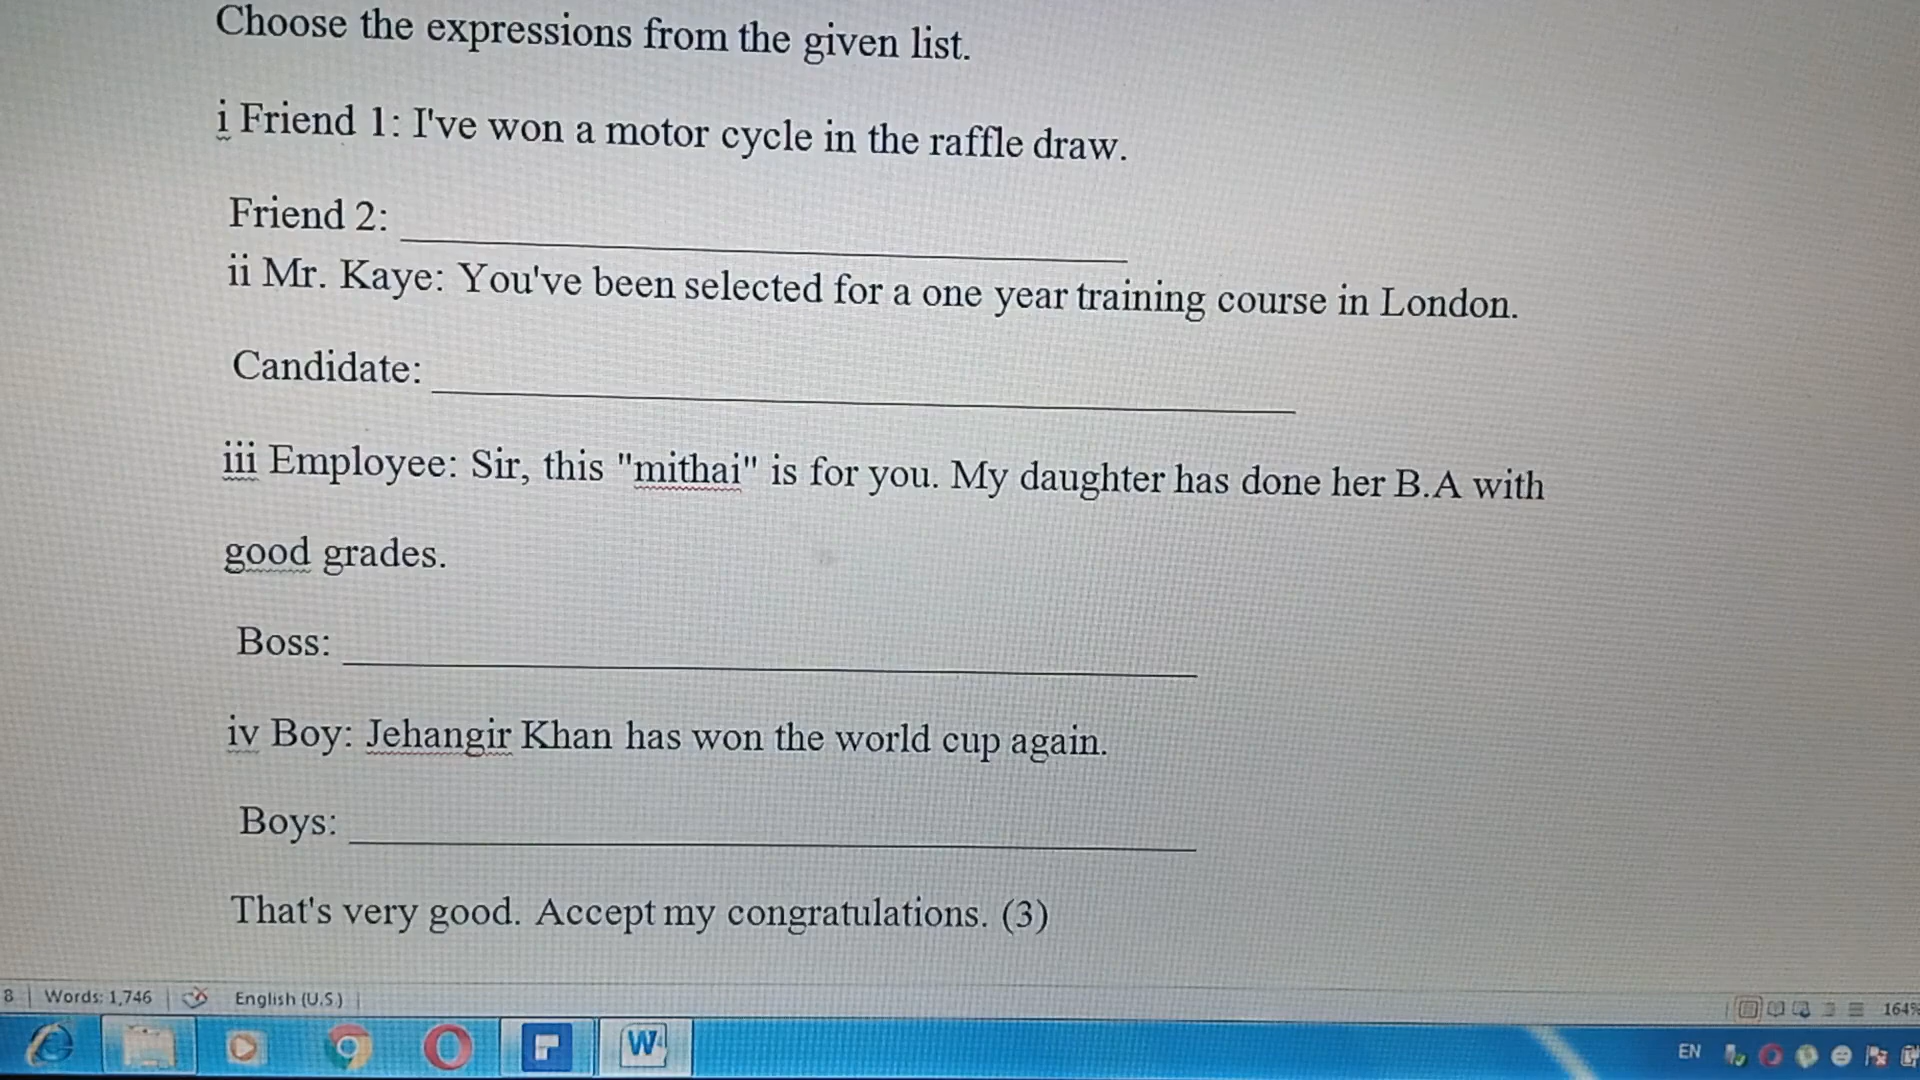 Choose the expressions from the given list.
i Friend 1: I've won a motor cycle in the raffle draw.
Friend 2:
ii Mr. Kaye: You've been selected for a one year training course in London.
Candidate:
iii Employee: Sir, this "mithai" is for you. My daughter has done her B.A with
good grades.
Boss:
iv Boy: Jehangir Khan has won the world cup again.
Boys:
That's very good. Accept my congratulations. (3)
8 Words: 1,746 English (U.S.) 164%
W
EN